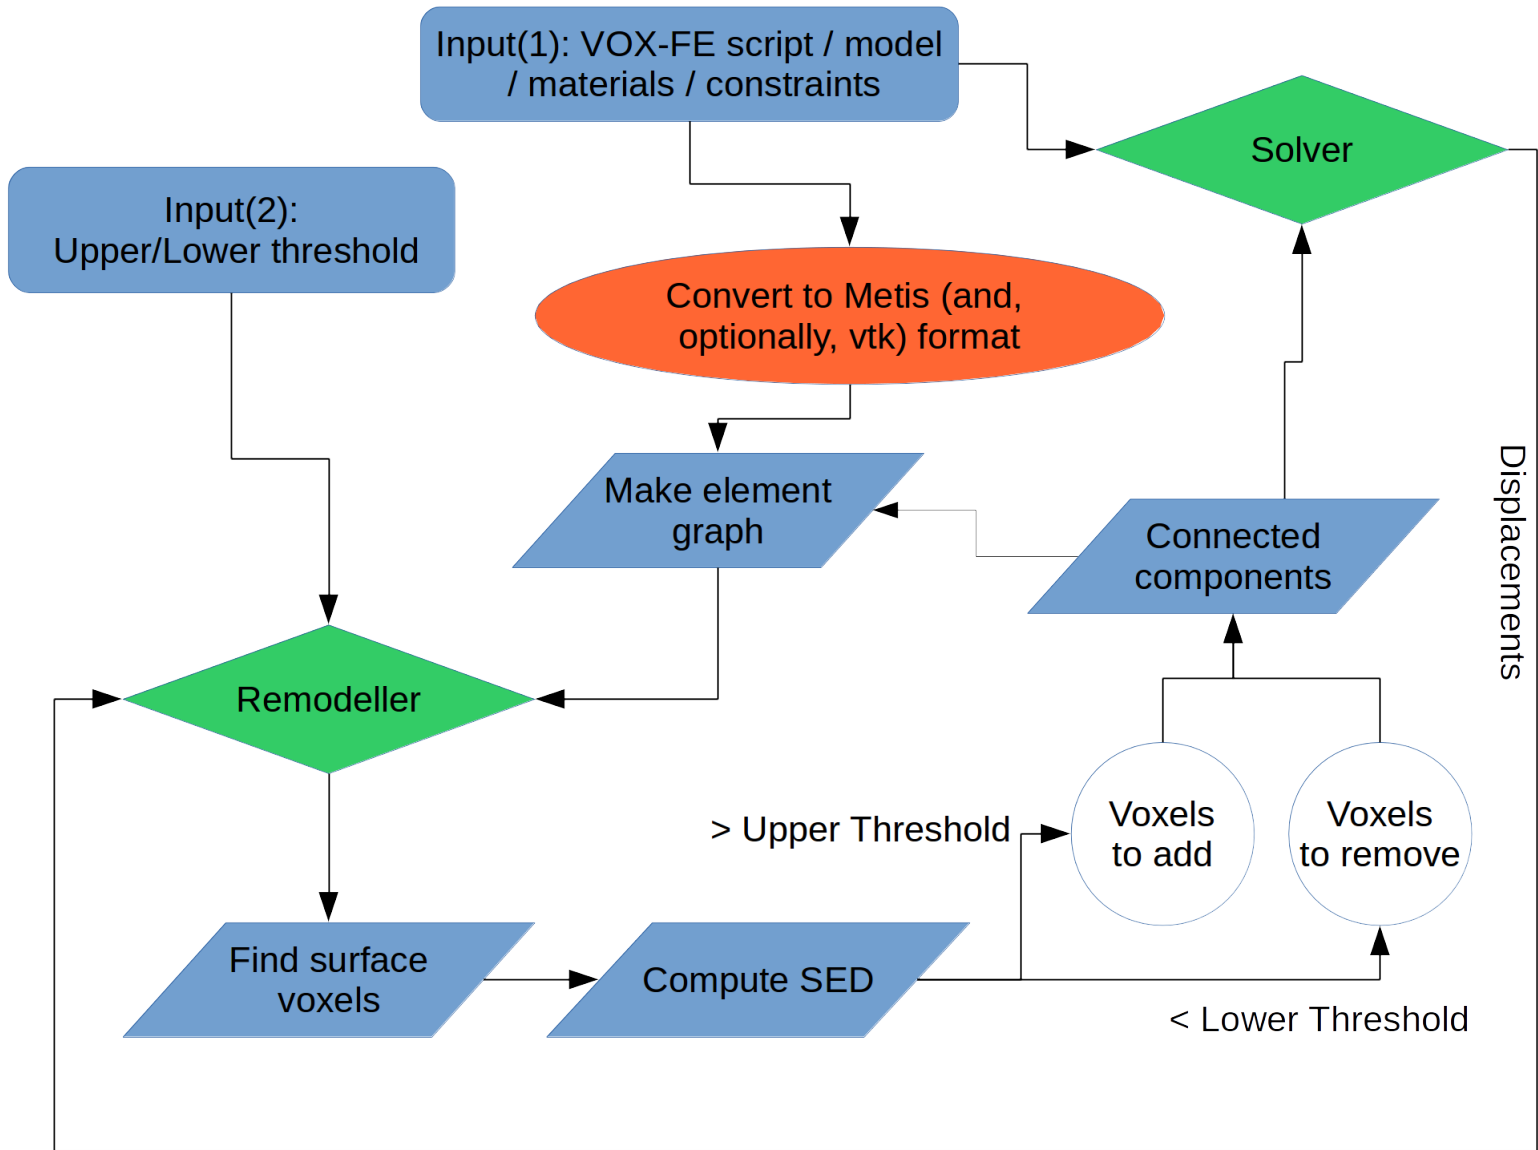 Input(1): VOX-FE script / model
/ materials / constraints
Solver
Input(2):
Upper/Lower threshold
Convert to Metis (and,
optionally, vtk) format
Make element
graph
Connected
components
Displacements
Remodeller
> Upper Threshold
Voxels
to add
Voxels
to remove
Find surface
voxels
Compute SED
< Lower Threshold